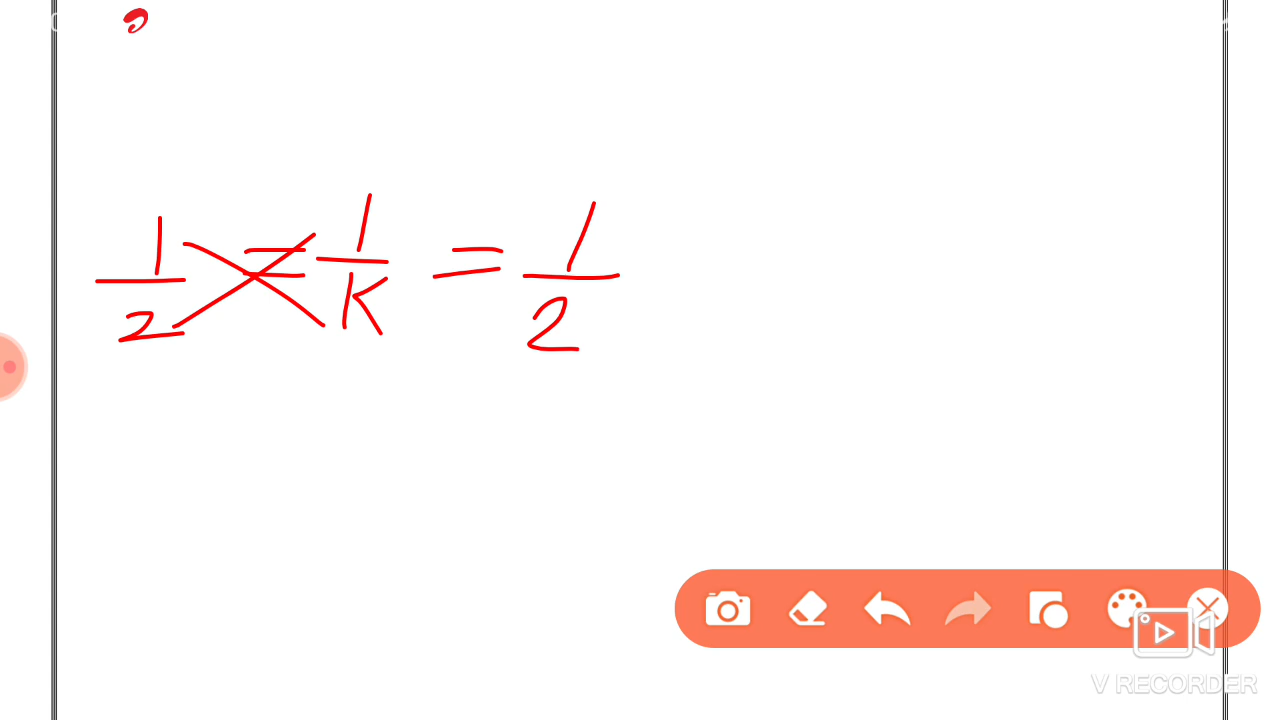 1/2 = 1/K = 1/2
V RECORDER